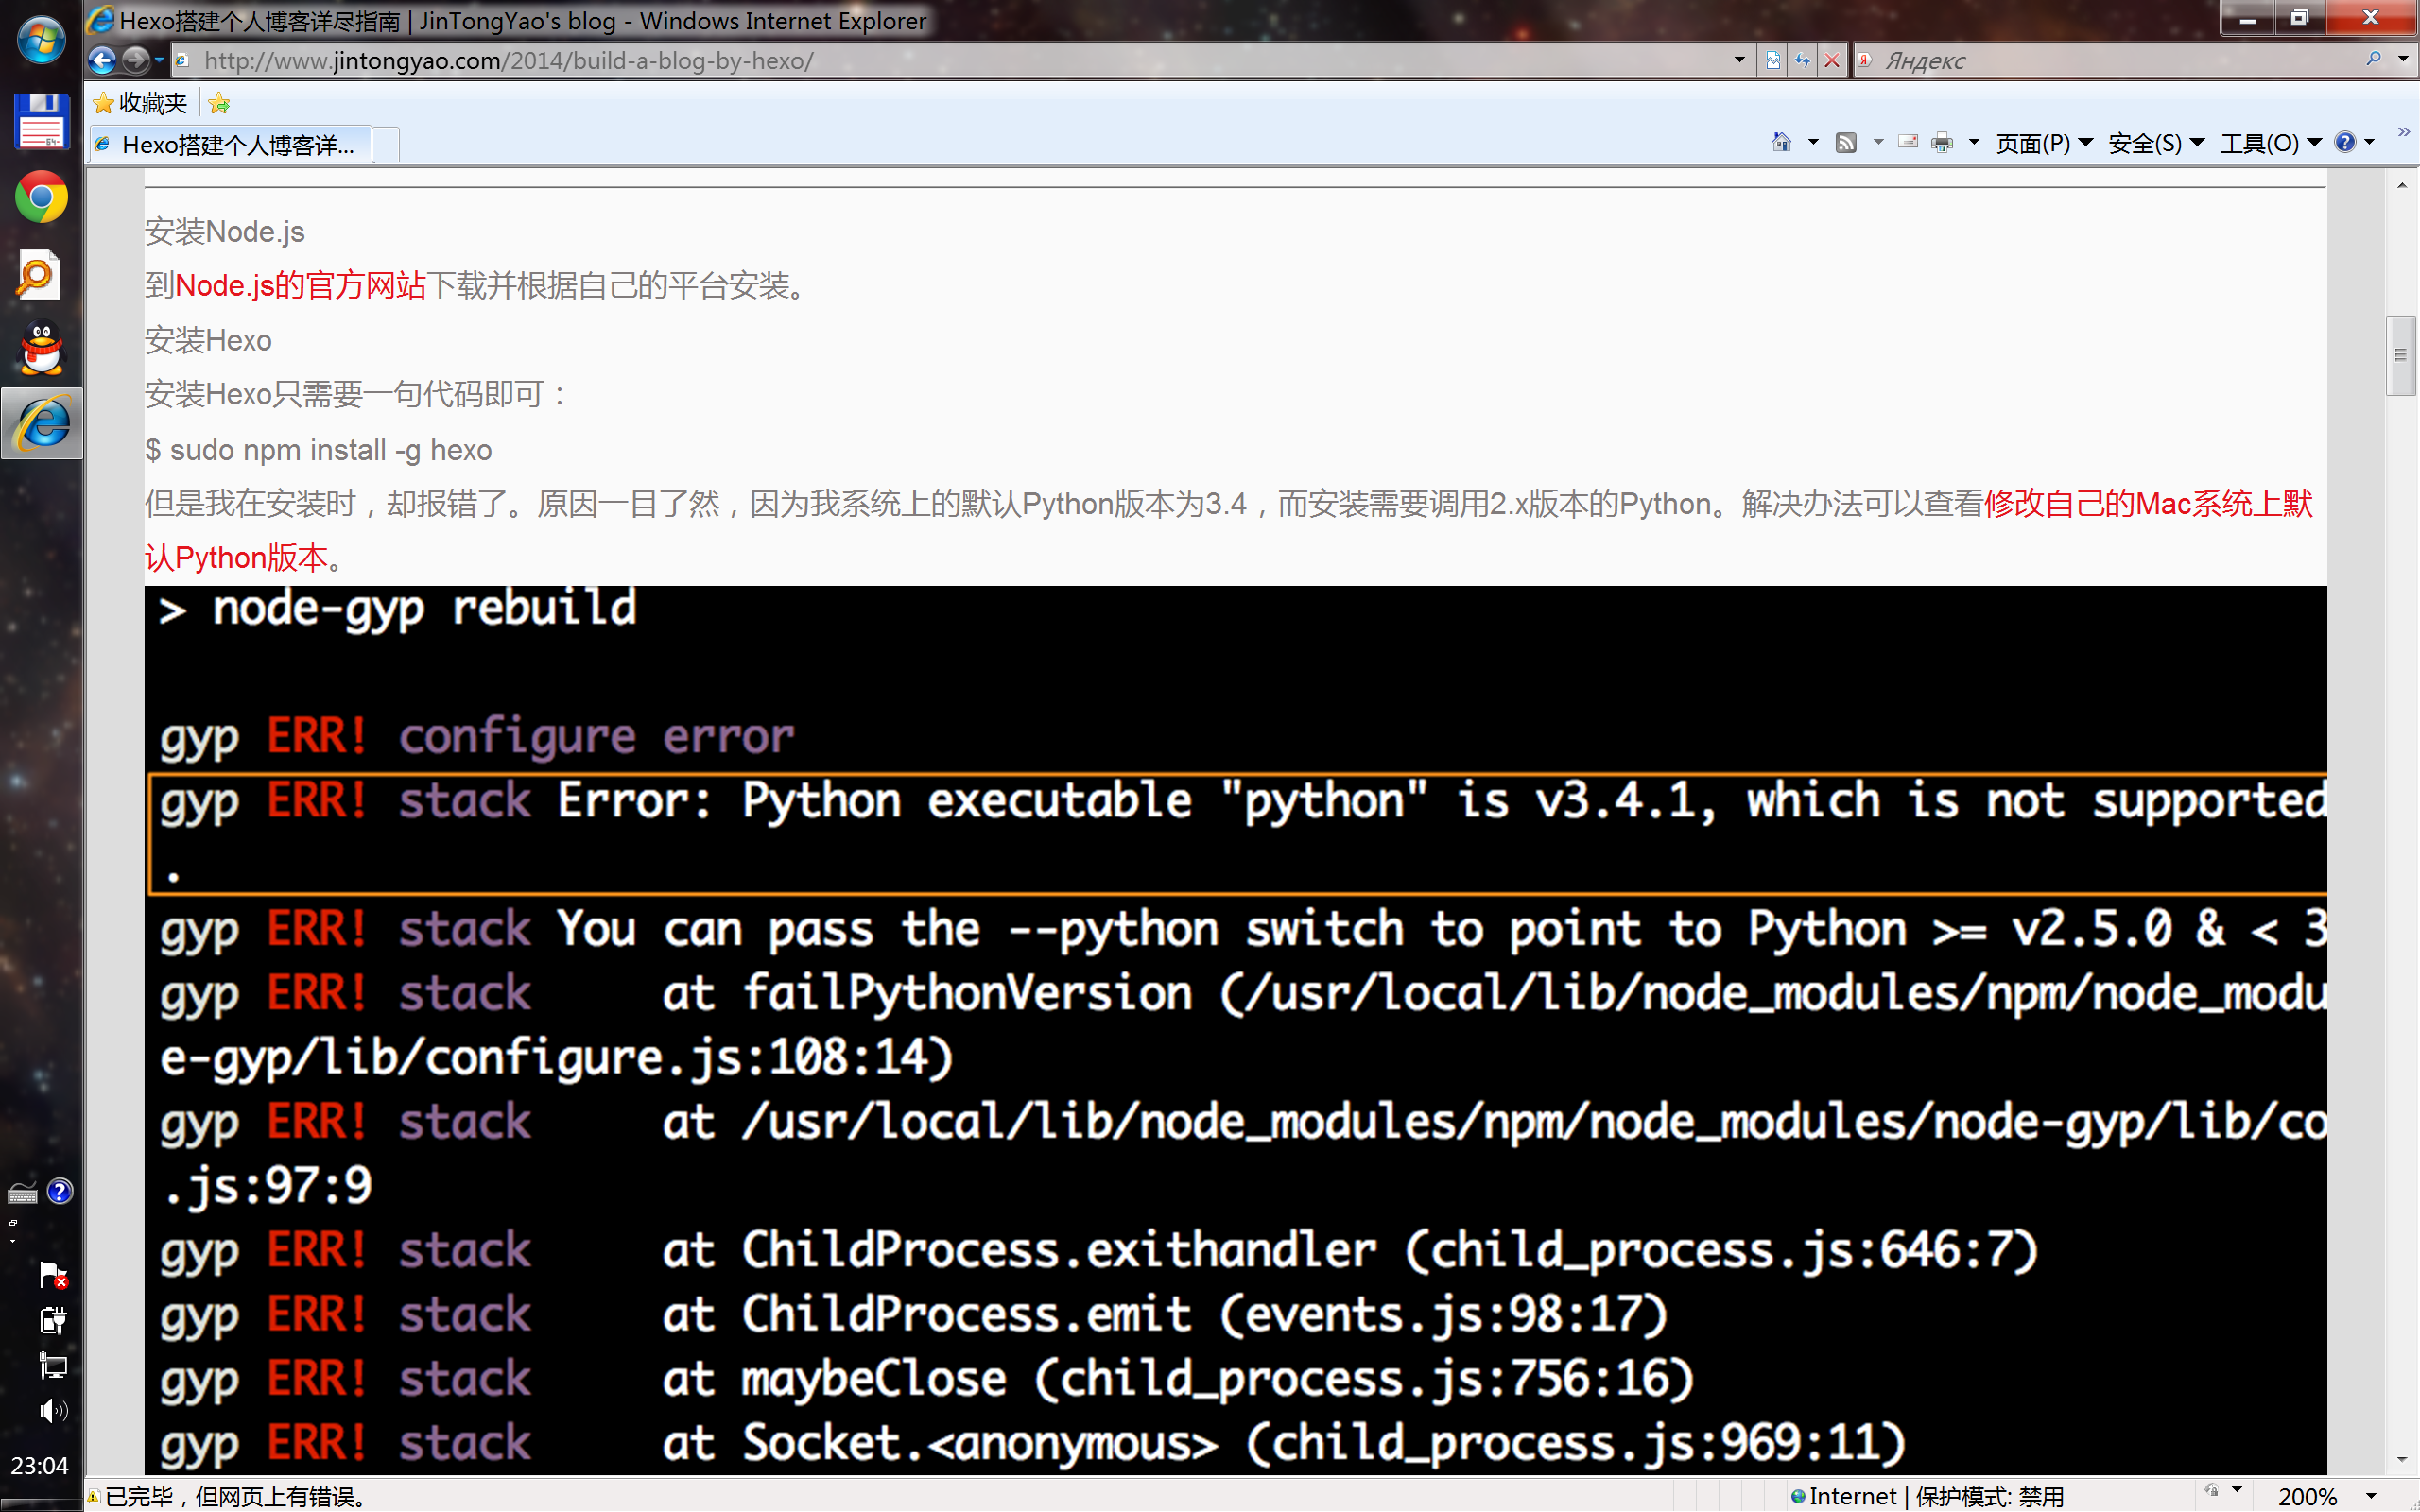 Hexo搭建个人博客详尽指南 | JinTongYao's blog - Windows Internet Explorer
http://www.jintongyao.com/2014/build-a-blog-by-hexo/
Яндекс
收藏夹
Hexo搭建个人博客详...
页面(P)
安全(S)
工具(O)
安装Node.js
到Node.js的官方网站下载并根据自己的平台安装。
安装Hexo
安装Hexo只需要一句代码即可：
$ sudo npm install -g hexo
但是我在安装时，却报错了。原因一目了然，因为我系统上的默认Python版本为3.4，而安装需要调用2.x版本的Python。解决办法可以查看修改自己的Mac系统上默
认Python版本。
> node-gyp rebuild
gyp ERR! configure error
gyp ERR! stack Error: Python executable "python" is v3.4.1, which is not supported
.
gyp ERR! stack You can pass the --python switch to point to Python >= v2.5.0 & < 3
gyp ERR! stack     at failPythonVersion (/usr/local/lib/node_modules/npm/node_modu
e-gyp/lib/configure.js:108:14)
gyp ERR! stack     at /usr/local/lib/node_modules/npm/node_modules/node-gyp/lib/co
.js:97:9
gyp ERR! stack     at ChildProcess.exithandler (child_process.js:646:7)
gyp ERR! stack     at ChildProcess.emit (events.js:98:17)
gyp ERR! stack     at maybeClose (child_process.js:756:16)
gyp ERR! stack     at Socket.<anonymous> (child_process.js:969:11)
23:04
已完毕，但网页上有错误。
Internet | 保护模式: 禁用
200%